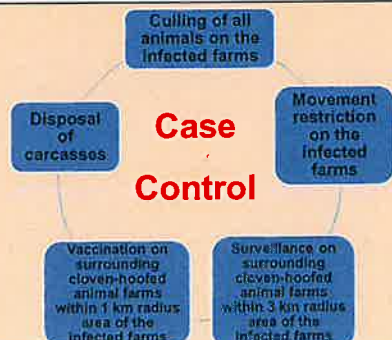 Culling of all
animals on the
infected farms
Movement
restriction
on the
infected
farms
Surveillance on
surrounding
cloven-hoofed
animal farms
within 3 km radius
area of the
infected farms
Vaccination on
surrounding
cloven-hoofed
animal farms
within 1 km radius
area of the
infected farms
Disposal
of
carcasses
Case
Control